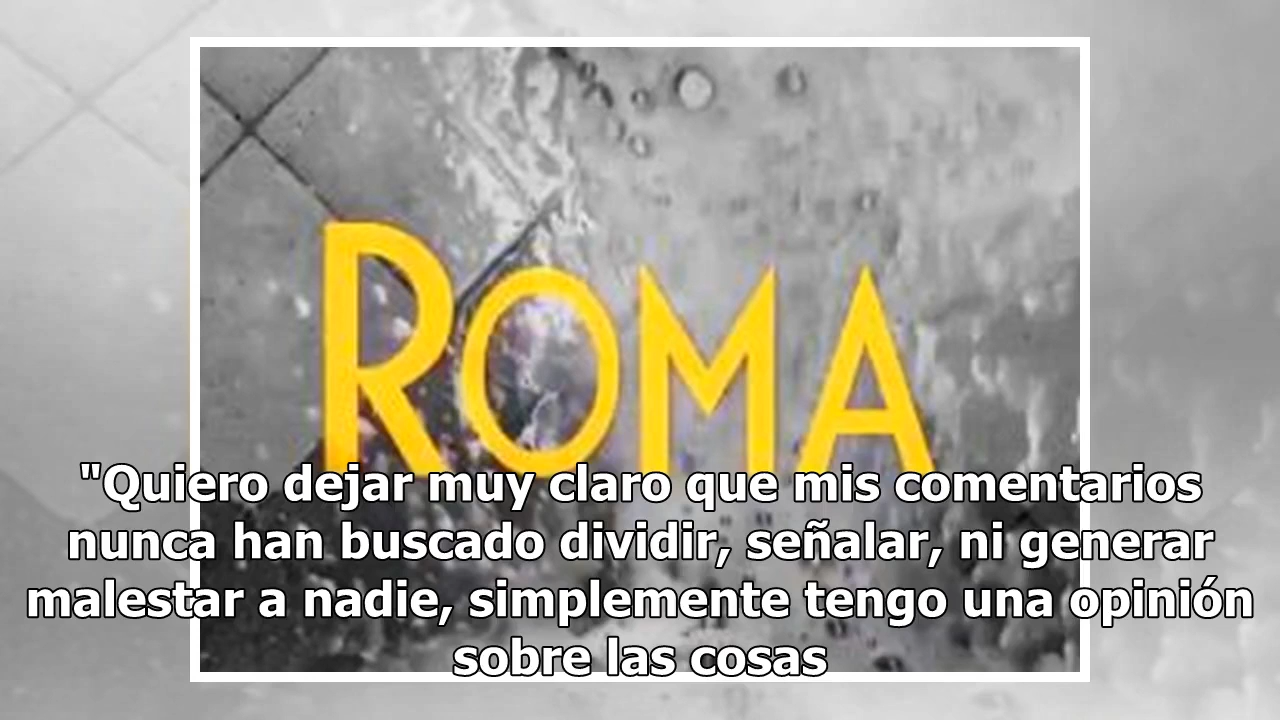 ROMA
"Quiero dejar muy claro que mis comentarios
nunca han buscado dividir, señalar, ni generar
malestar a nadie, simplemente tengo una opinión
sobre las cosas